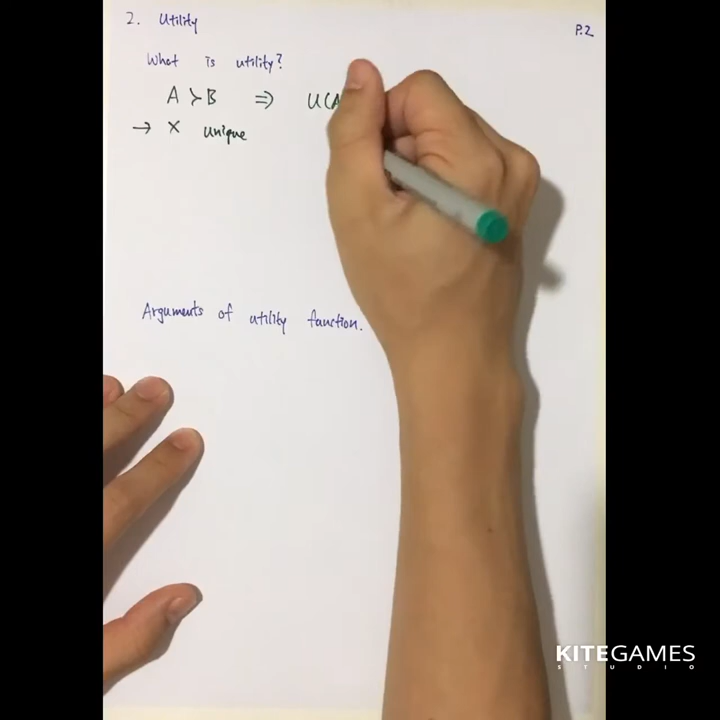 2. Utility
P.2
What is utility?
A ≻ B ⇒ U(A
→ × unique
Arguments of utility function.
KITEGAMES
STUDIO